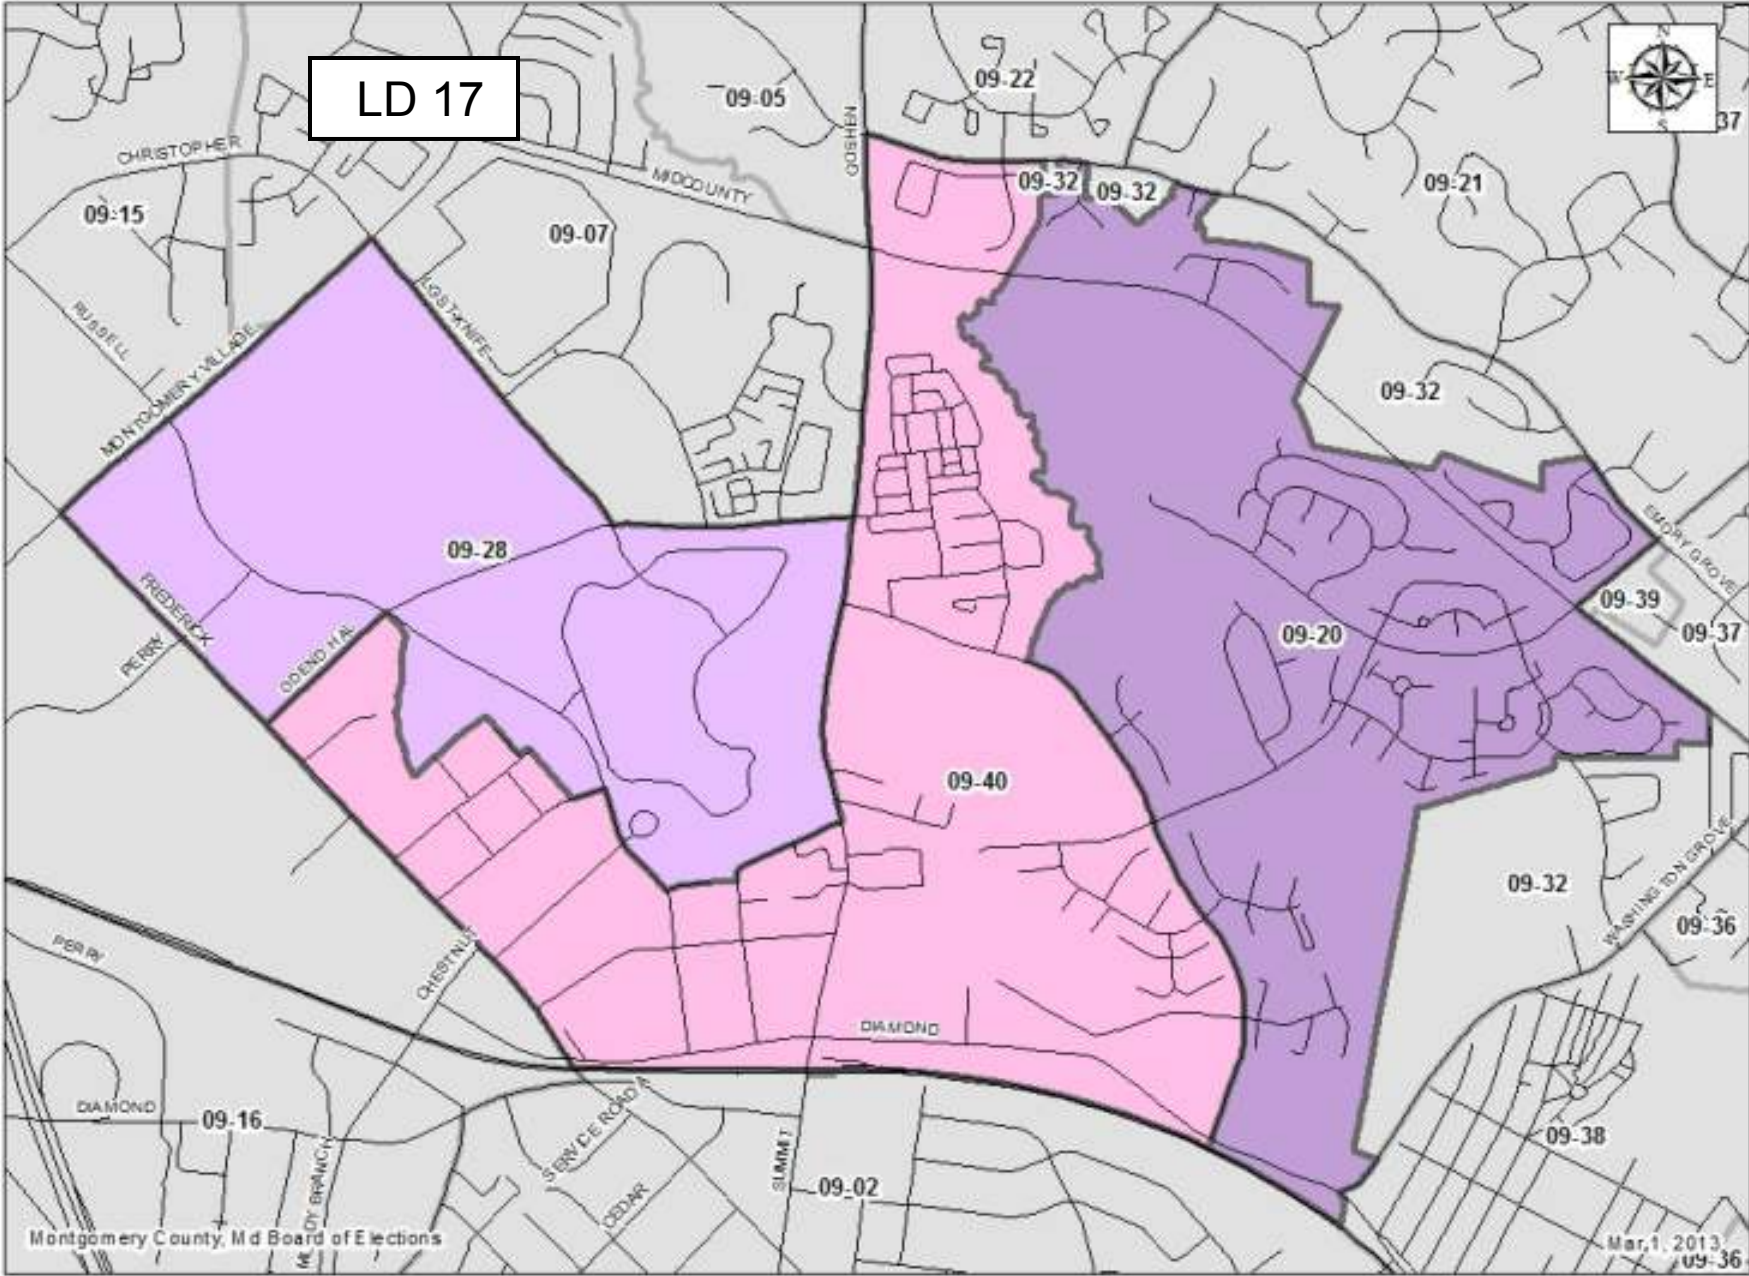 LD 17
N
W E
S
37
09-22
09-05
GOSHEN
CHRISTOPHER
MIDCOUNTY
09-32
09-32
09-21
09-15
09-07
RUSSELL
LOST KNIFE
MONTGOMERY VILLAGE
09-32
EMORY GROVE
09-28
FREDERICK
PERRY
ODEND HAL
09-39
09-37
09-20
09-40
09-32
WASHINGTON GROVE
09-36
CHESTNUT
PERRY
DIAMOND
DIAMOND
09-16
SERVICE ROAD A
SUMMIT
09-38
09-02
CEDAR
Montgomery County, Md Board of Elections
Mar,1, 2013
09-36